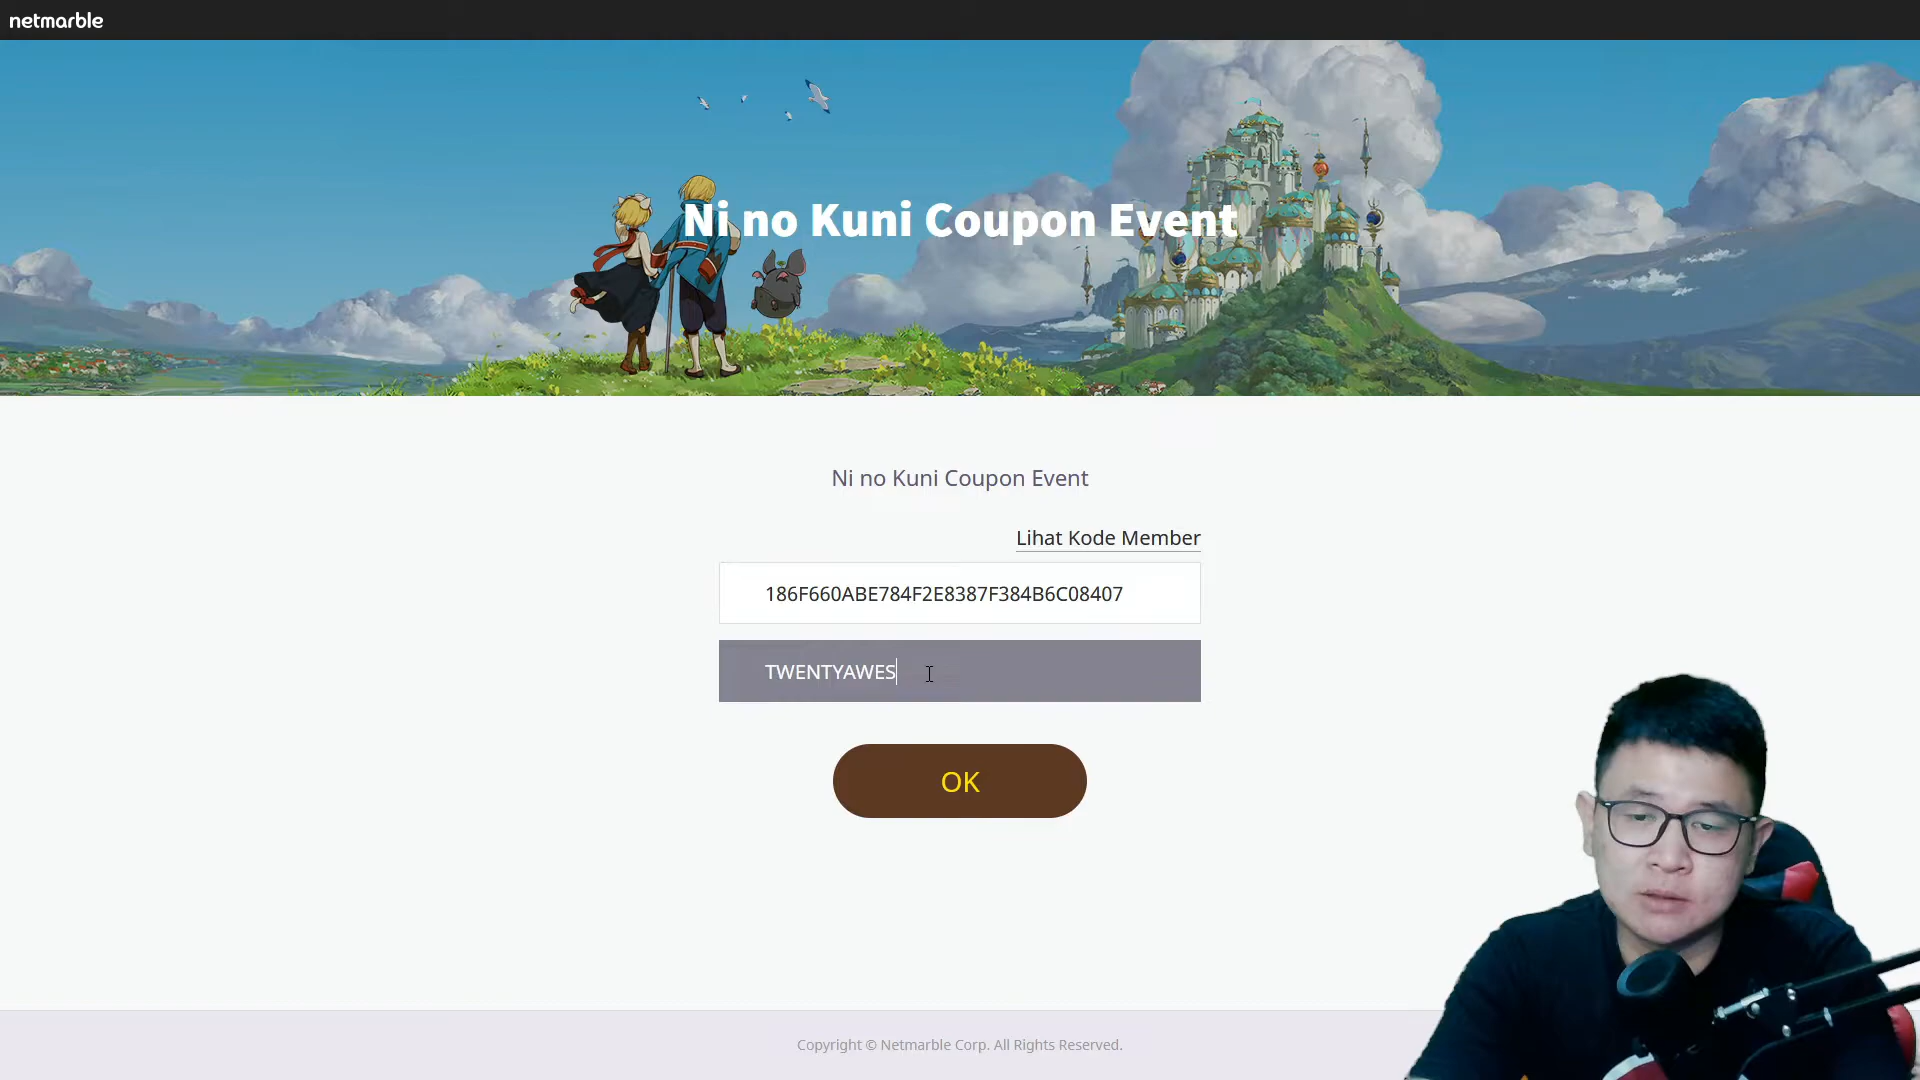 netmarble
Ni no Kuni Coupon Event
Ni no Kuni Coupon Event
Lihat Kode Member
186F660ABE784F2E8387F384B6C08407
TWENTYAWES
OK
Copyright © Netmarble Corp. All Rights Reserved.